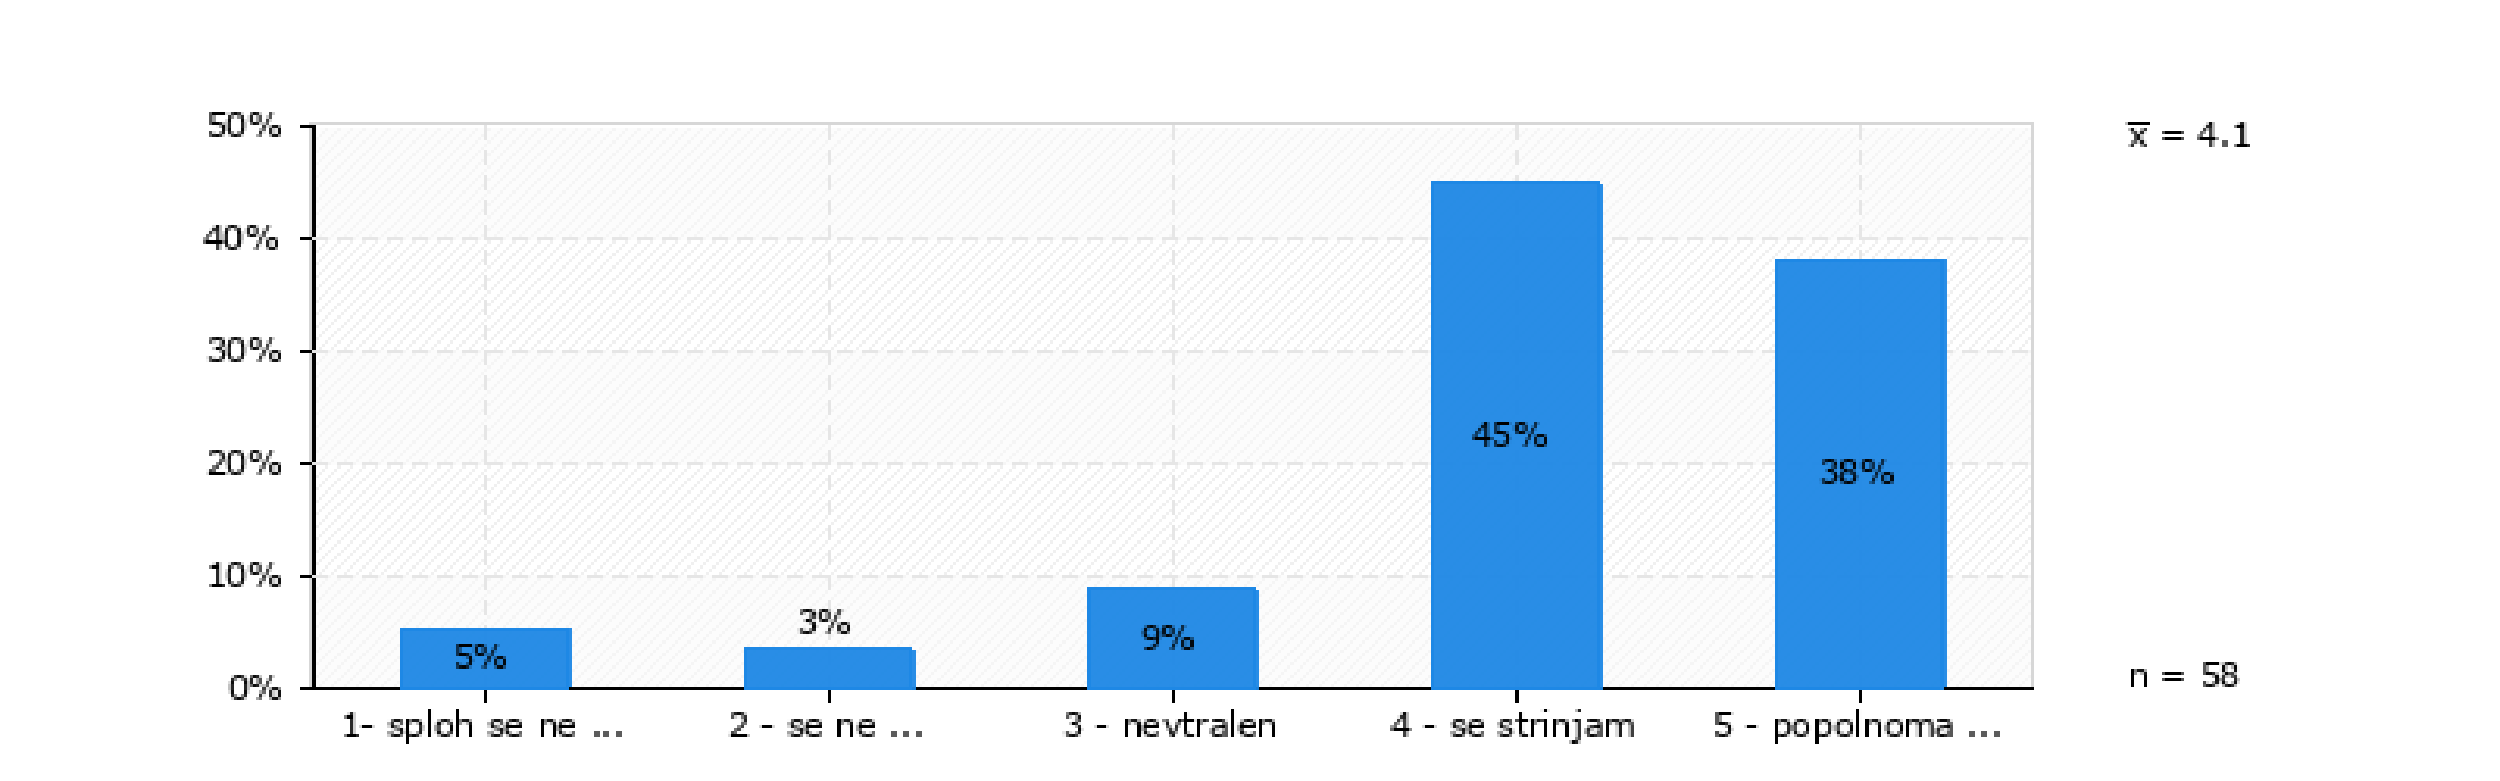 50%
x̅ = 4.1
40%
30%
20%
10%
0%
5%
3%
9%
45%
38%
n = 58
1- sploh se ne ...
2 - se ne ...
3 - nevtralen
4 - se strinjam
5 - popolnoma ...